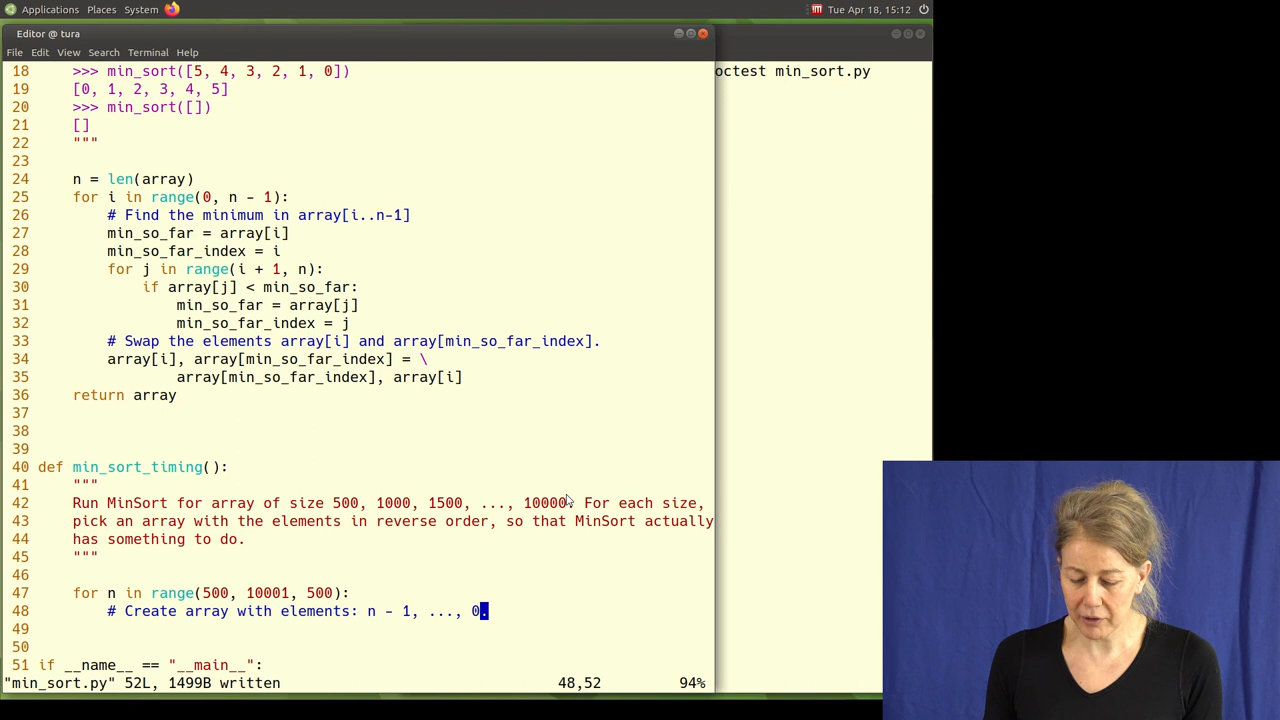 Applications Places System Tue Apr 18, 15:12
Editor @ tura
File Edit View Search Terminal Help
18 >>> min_sort([5, 4, 3, 2, 1, 0])
octest min_sort.py
19 [0, 1, 2, 3, 4, 5]
20 >>> min_sort([])
21 []
22 """
23
24 n = len(array)
25 for i in range(0, n - 1):
26 # Find the minimum in array[i..n-1]
27 min_so_far = array[i]
28 min_so_far_index = i
29 for j in range(i + 1, n):
30 if array[j] < min_so_far:
31 min_so_far = array[j]
32 min_so_far_index = j
33 # Swap the elements array[i] and array[min_so_far_index].
34 array[i], array[min_so_far_index] = \
35 array[min_so_far_index], array[i]
36 return array
37
38
39
40 def min_sort_timing():
41 """
42 Run MinSort for array of size 500, 1000, 1500, ..., 10000. For each size,
43 pick an array with the elements in reverse order, so that MinSort actually
44 has something to do.
45 """
46
47 for n in range(500, 10001, 500):
48 # Create array with elements: n - 1, ..., 0.
49
50
51 if __name__ == "__main__":
"min_sort.py" 52L, 1499B written 48,52 94%